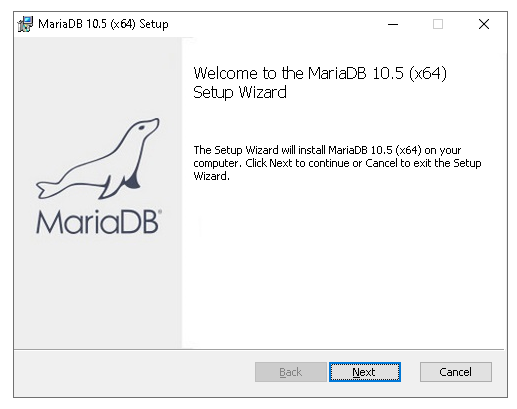 MariaDB 10.5 (x64) Setup
Welcome to the MariaDB 10.5 (x64)
Setup Wizard
The Setup Wizard will install MariaDB 10.5 (x64) on your
computer. Click Next to continue or Cancel to exit the Setup
Wizard.
MariaDB
Back Next Cancel